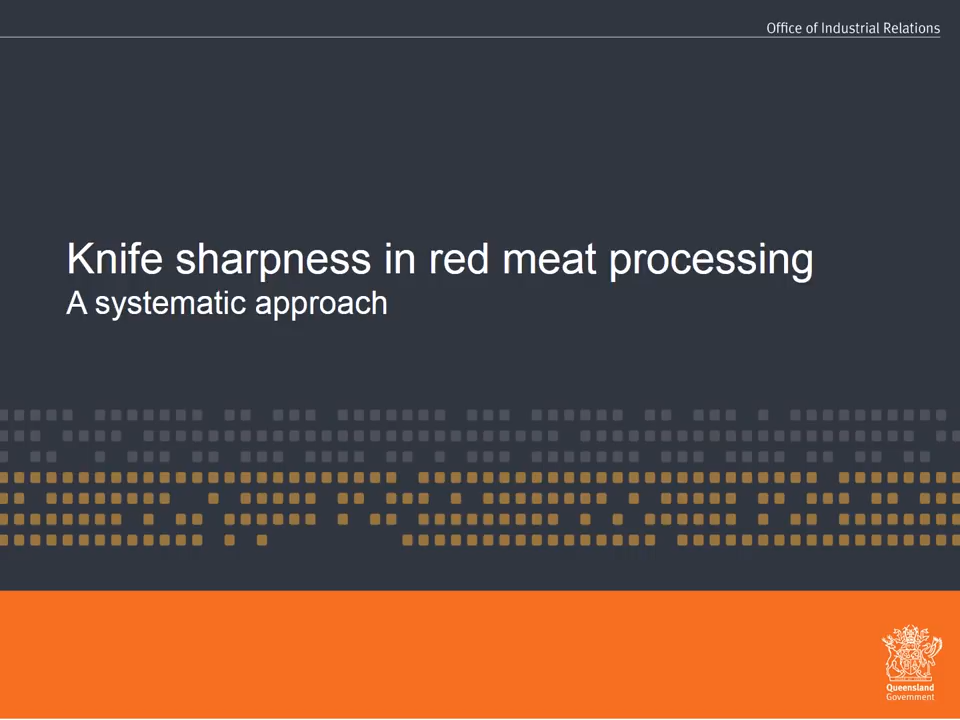 Office of Industrial Relations
Knife sharpness in red meat processing
A systematic approach
Queensland
Government